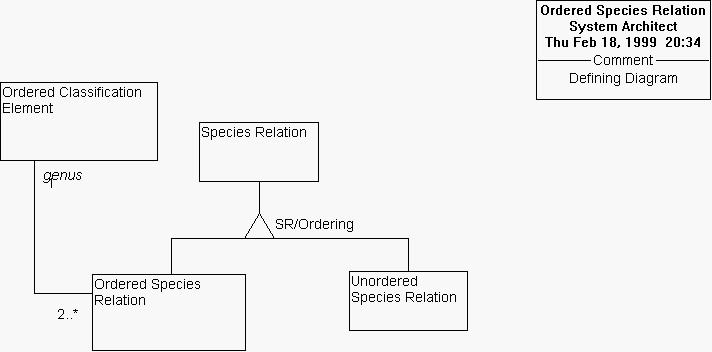 Ordered Species Relation
System Architect
Thu Feb 18, 1999  20:34
Comment
Defining Diagram
Ordered Classification
Element
Species Relation
genus
1
SR/Ordering
Ordered Species
Relation
Unordered
Species Relation
2..*